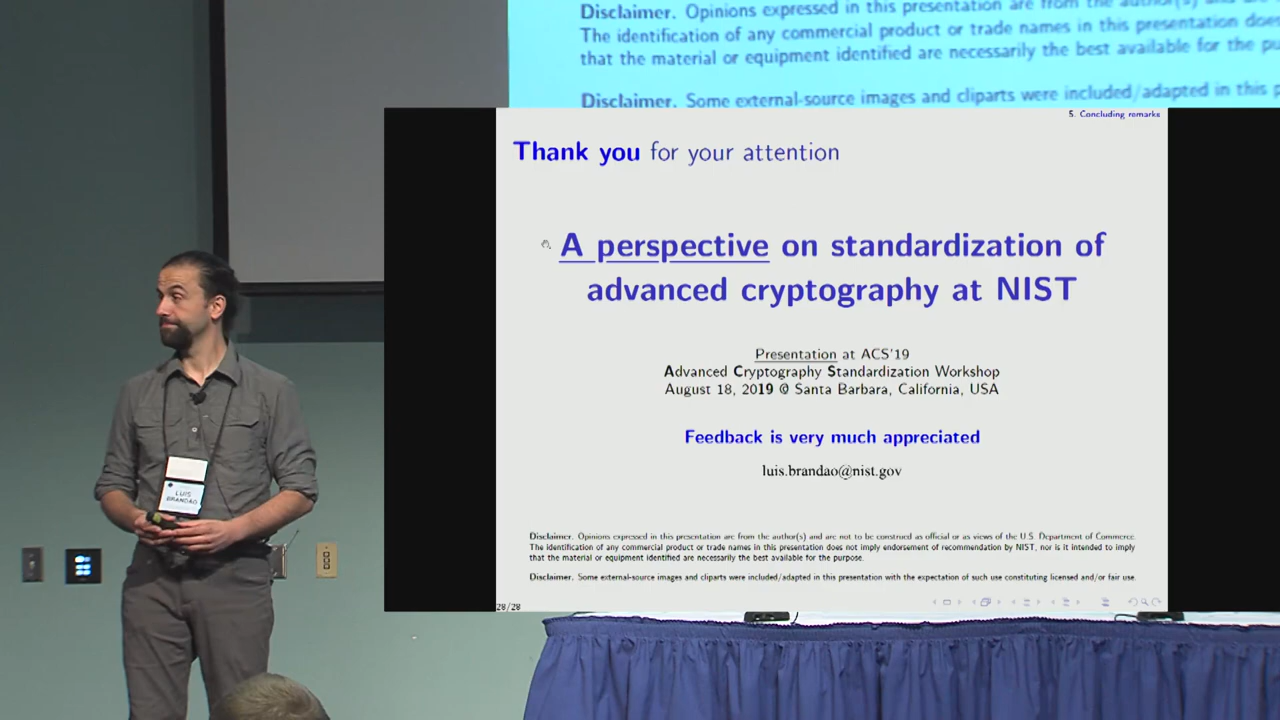 Disclaimer. Opinions expressed in this presentation are from the author(s) and are
The identification of any commercial product or trade names in this presentation does
that the material or equipment identified are necessarily the best available for the
Disclaimer. Some external-source images and cliparts were included/adapted in this
5. Concluding remarks
Thank you for your attention
A perspective on standardization of
advanced cryptography at NIST
Presentation at ACS'19
Advanced Cryptography Standardization Workshop
August 18, 2019 @ Santa Barbara, California, USA
Feedback is very much appreciated
luis.brandao@nist.gov
LUIS
BRANDAO
Disclaimer. Opinions expressed in this presentation are from the author(s) and are not to be construed as official or as views of the U.S. Department of Commerce.
The identification of any commercial product or trade names in this presentation does not imply endorsement of recommendation by NIST, nor is it intended to imply
that the material or equipment identified are necessarily the best available for the purpose.
Disclaimer. Some external-source images and cliparts were included/adapted in this presentation with the expectation of such use constituting licensed and/or fair use.
28/28